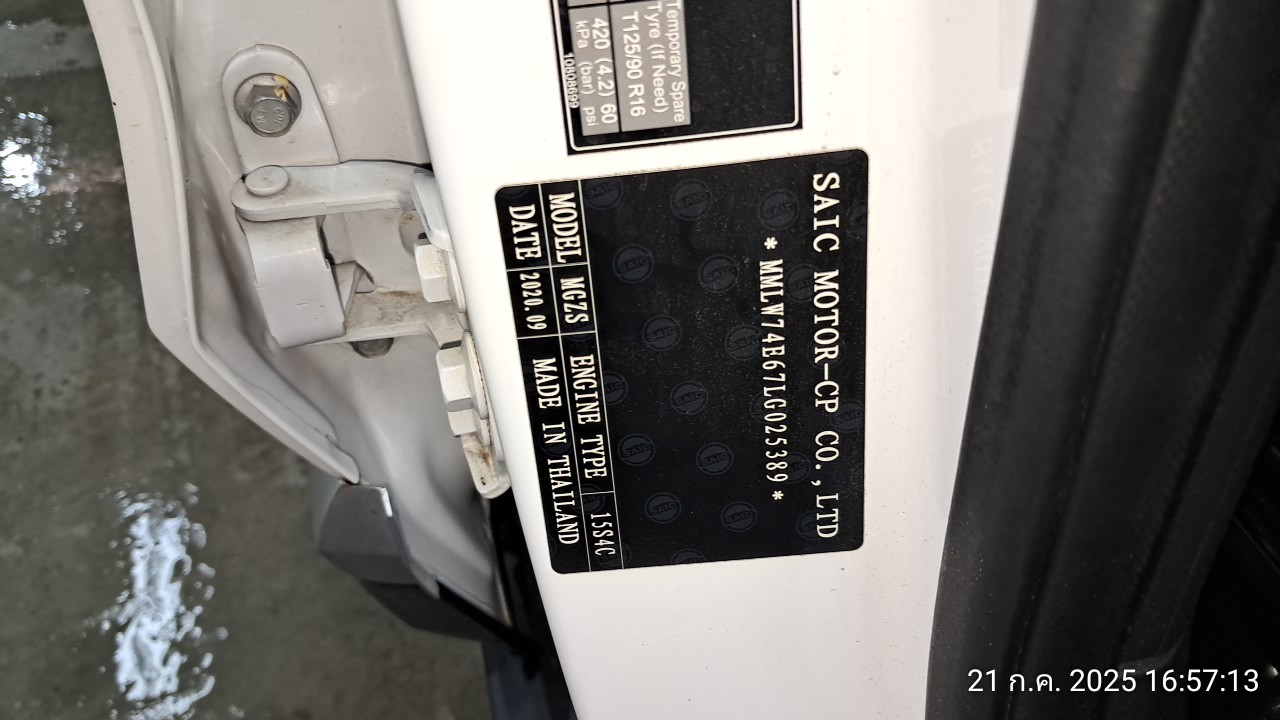 Temporary Spare
Tyre (If Need)
T125/90 R16
420 (4.2) 60
kPa (bar) psi
10808699
SAIC MOTOR-CP CO.,LTD
* MMLW74E67LG025389 *
MODEL MGZS ENGINE TYPE 15S4C
DATE 2020.09 MADE IN THAILAND
21 ก.ค. 2025 16:57:13